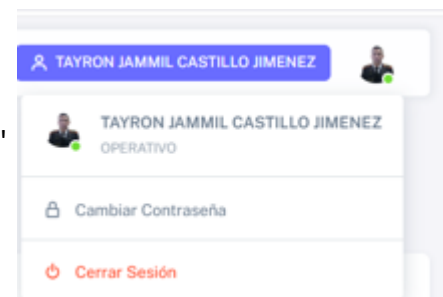 TAYRON JAMMIL CASTILLO JIMENEZ
TAYRON JAMMIL CASTILLO JIMENEZ
OPERATIVO
Cambiar Contraseña
Cerrar Sesión